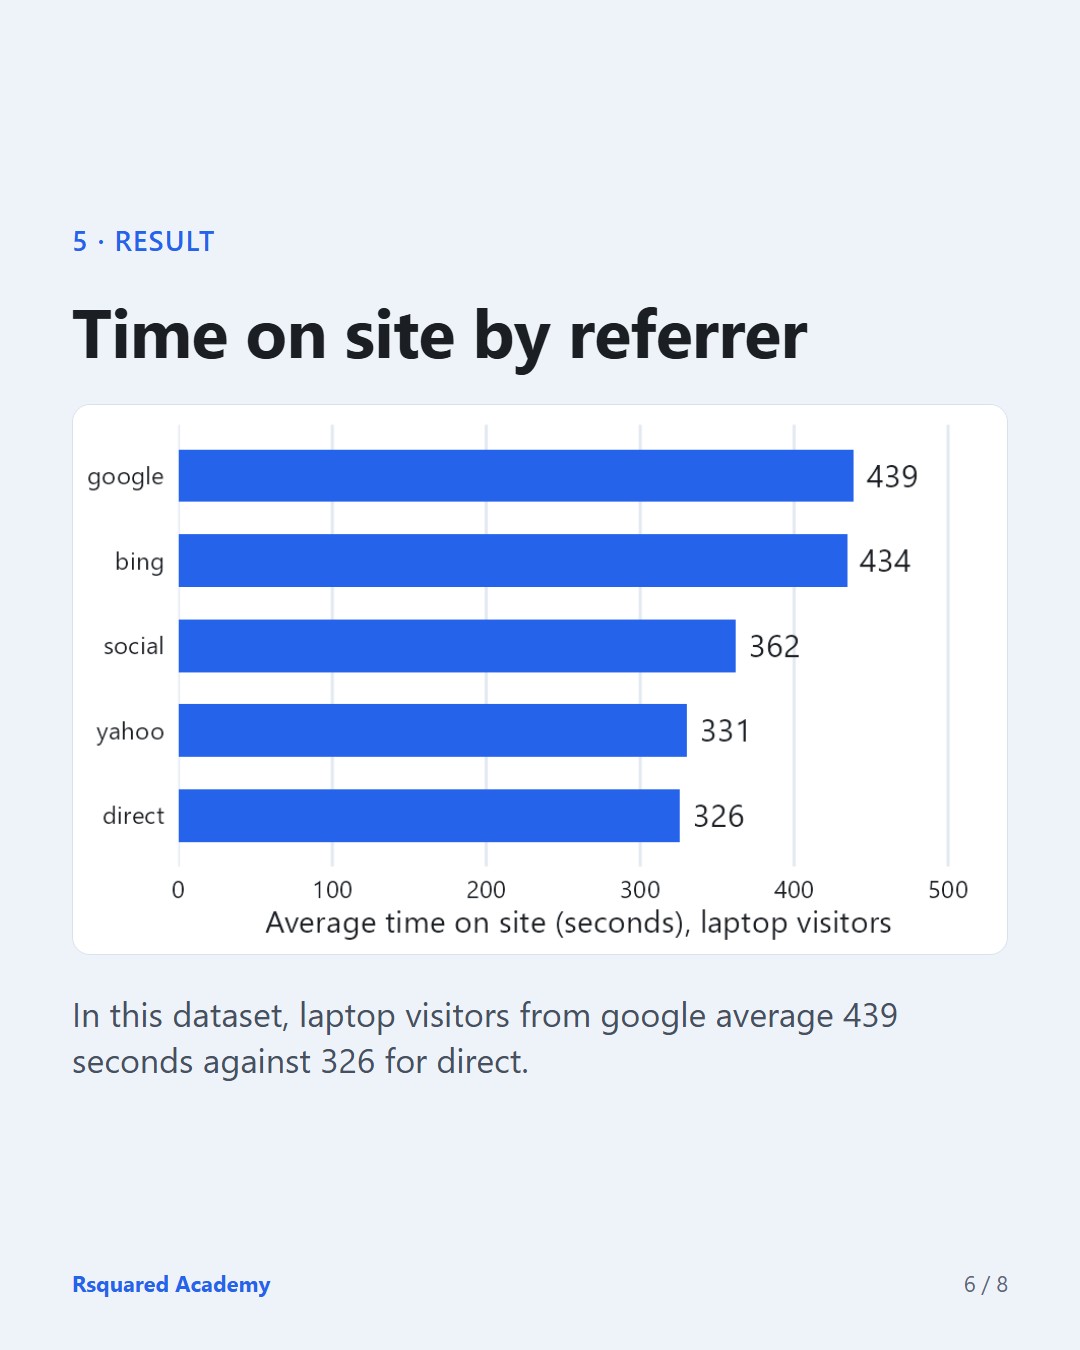 5 · RESULT
Time on site by referrer
google 439
bing 434
social 362
yahoo 331
direct 326
0 100 200 300 400 500
Average time on site (seconds), laptop visitors
In this dataset, laptop visitors from google average 439
seconds against 326 for direct.
Rsquared Academy 6 / 8